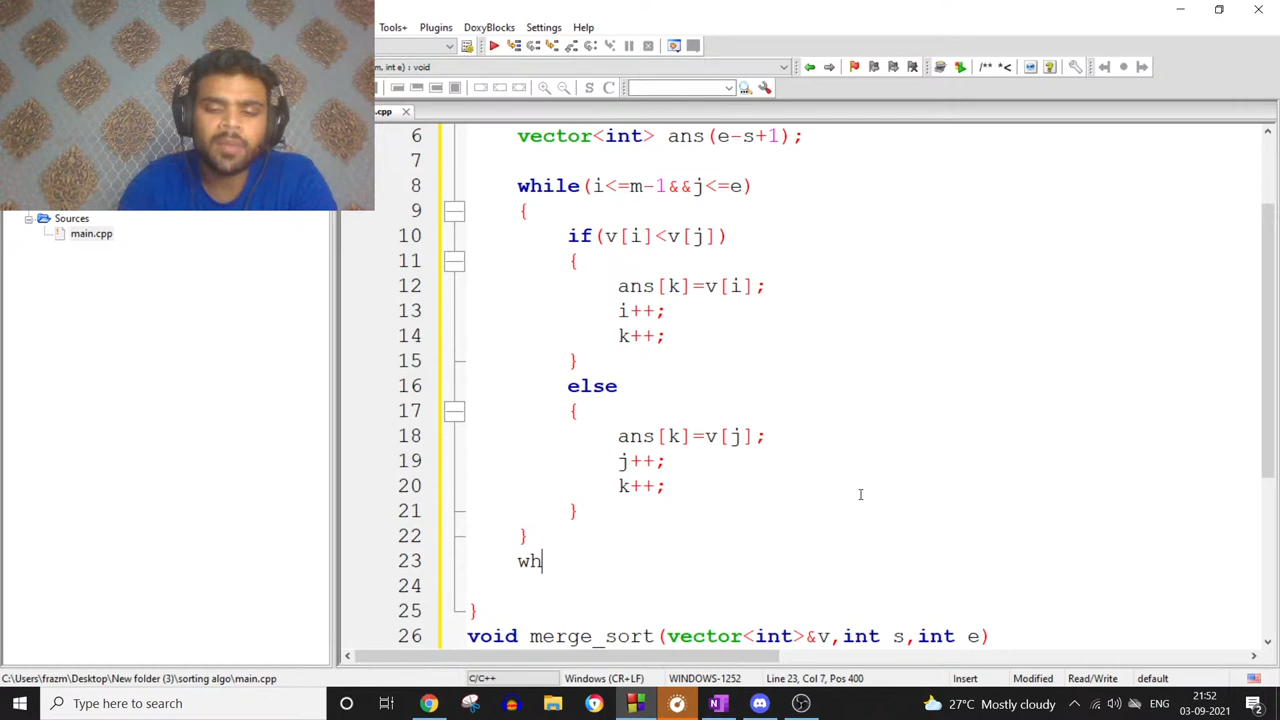 Tools+ Plugins DoxyBlocks Settings Help
m, int e) : void
/** *<
S C
.cpp
6 vector<int> ans(e-s+1);
7
8 while(i<=m-1&&j<=e)
9 {
10 if(v[i]<v[j])
11 {
12 ans[k]=v[i];
13 i++;
14 k++;
15 }
16 else
17 {
18 ans[k]=v[j];
19 j++;
20 k++;
21 }
22 }
23 wh
24
25 }
26 void merge_sort(vector<int>&v,int s,int e)
Sources
main.cpp
C:\Users\frazm\Desktop\New folder (3)\sorting algo\main.cpp C/C++ Windows (CR+LF) WINDOWS-1252 Line 23, Col 7, Pos 400 Insert Modified Read/Write default
Type here to search
27°C Mostly cloudy ENG 21:52
03-09-2021